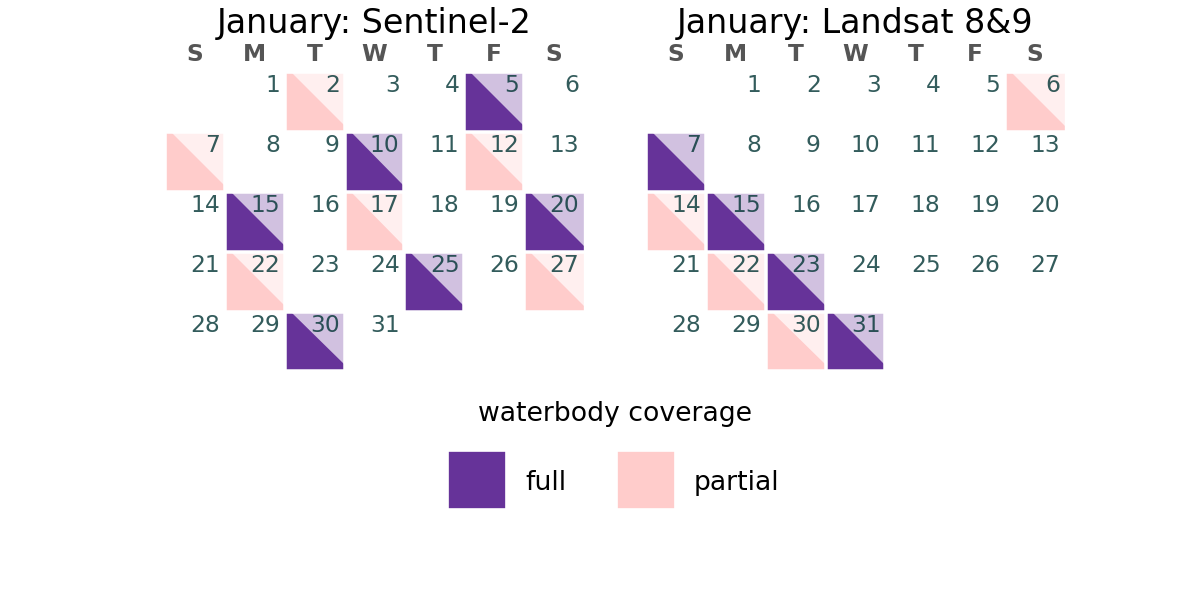 January: Sentinel-2
S M T W T F S
1 2 3 4 5 6
7 8 9 10 11 12 13
14 15 16 17 18 19 20
21 22 23 24 25 26 27
28 29 30 31
January: Landsat 8&9
S M T W T F S
1 2 3 4 5 6
7 8 9 10 11 12 13
14 15 16 17 18 19 20
21 22 23 24 25 26 27
28 29 30 31
waterbody coverage
full partial